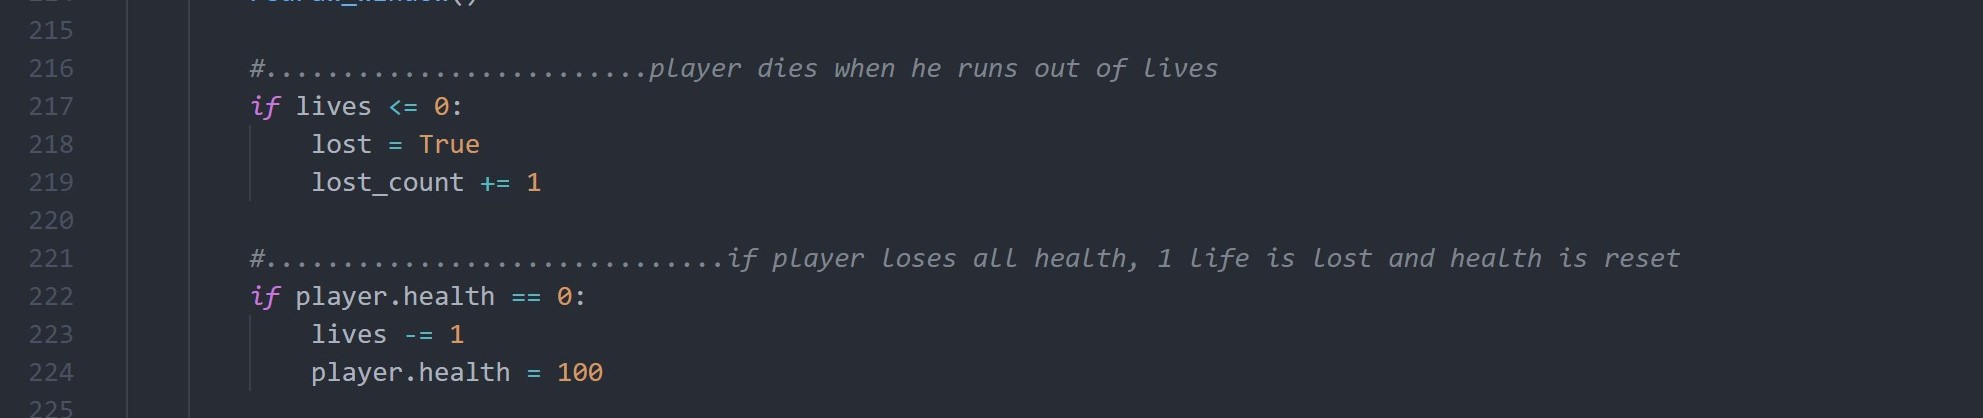 215
216 #.........................player dies when he runs out of lives
217 if lives <= 0:
218 lost = True
219 lost_count += 1
220
221 #..............................if player loses all health, 1 life is lost and health is reset
222 if player.health == 0:
223 lives -= 1
224 player.health = 100
225